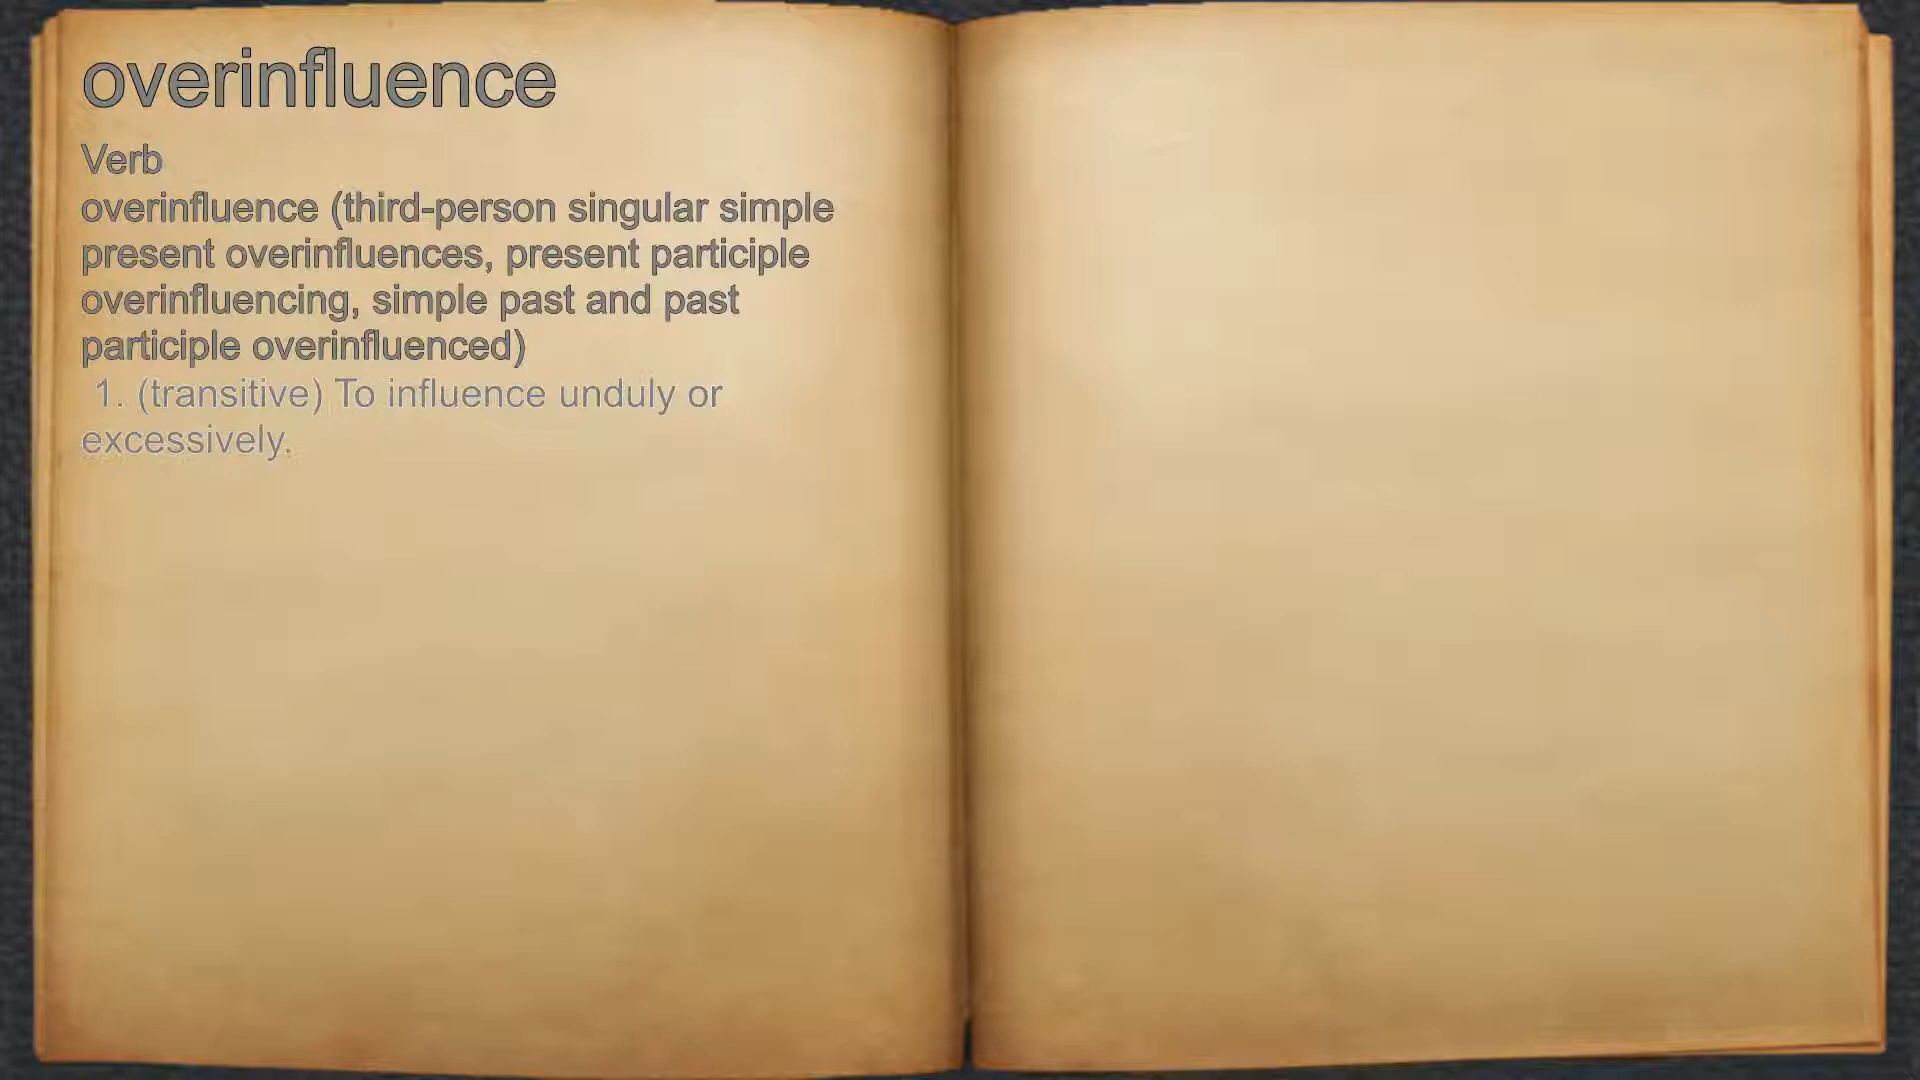 overinfluence
Verb
overinfluence (third-person singular simple
present overinfluences, present participle
overinfluencing, simple past and past
participle overinfluenced)
1. (transitive) To influence unduly or
excessively.